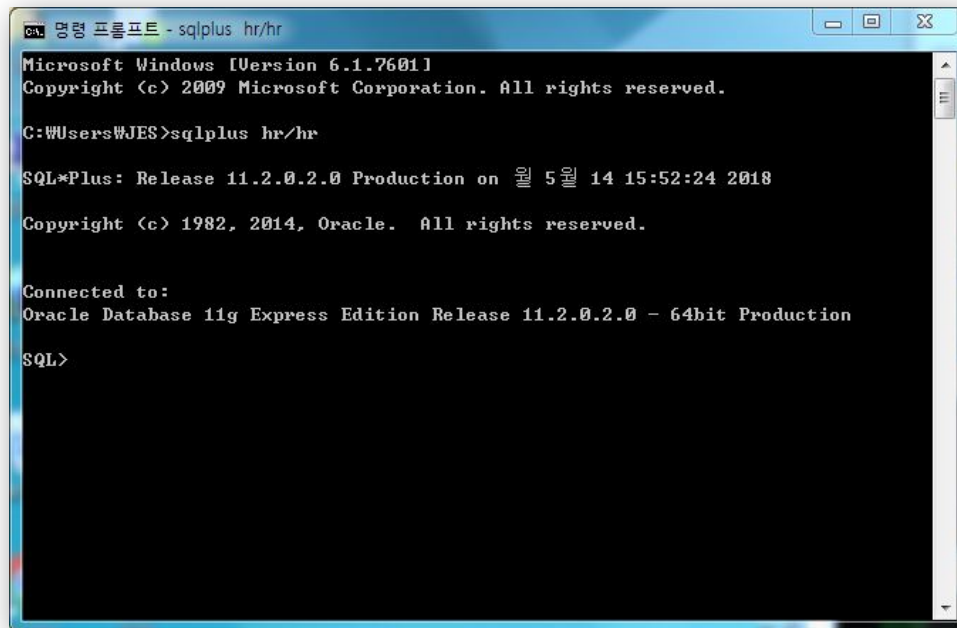 명령 프롬프트 - sqlplus hr/hr
Microsoft Windows [Version 6.1.7601]
Copyright (c) 2009 Microsoft Corporation. All rights reserved.
C:₩Users₩JES>sqlplus hr/hr
SQL*Plus: Release 11.2.0.2.0 Production on 월 5월 14 15:52:24 2018
Copyright (c) 1982, 2014, Oracle.  All rights reserved.
Connected to:
Oracle Database 11g Express Edition Release 11.2.0.2.0 - 64bit Production
SQL>